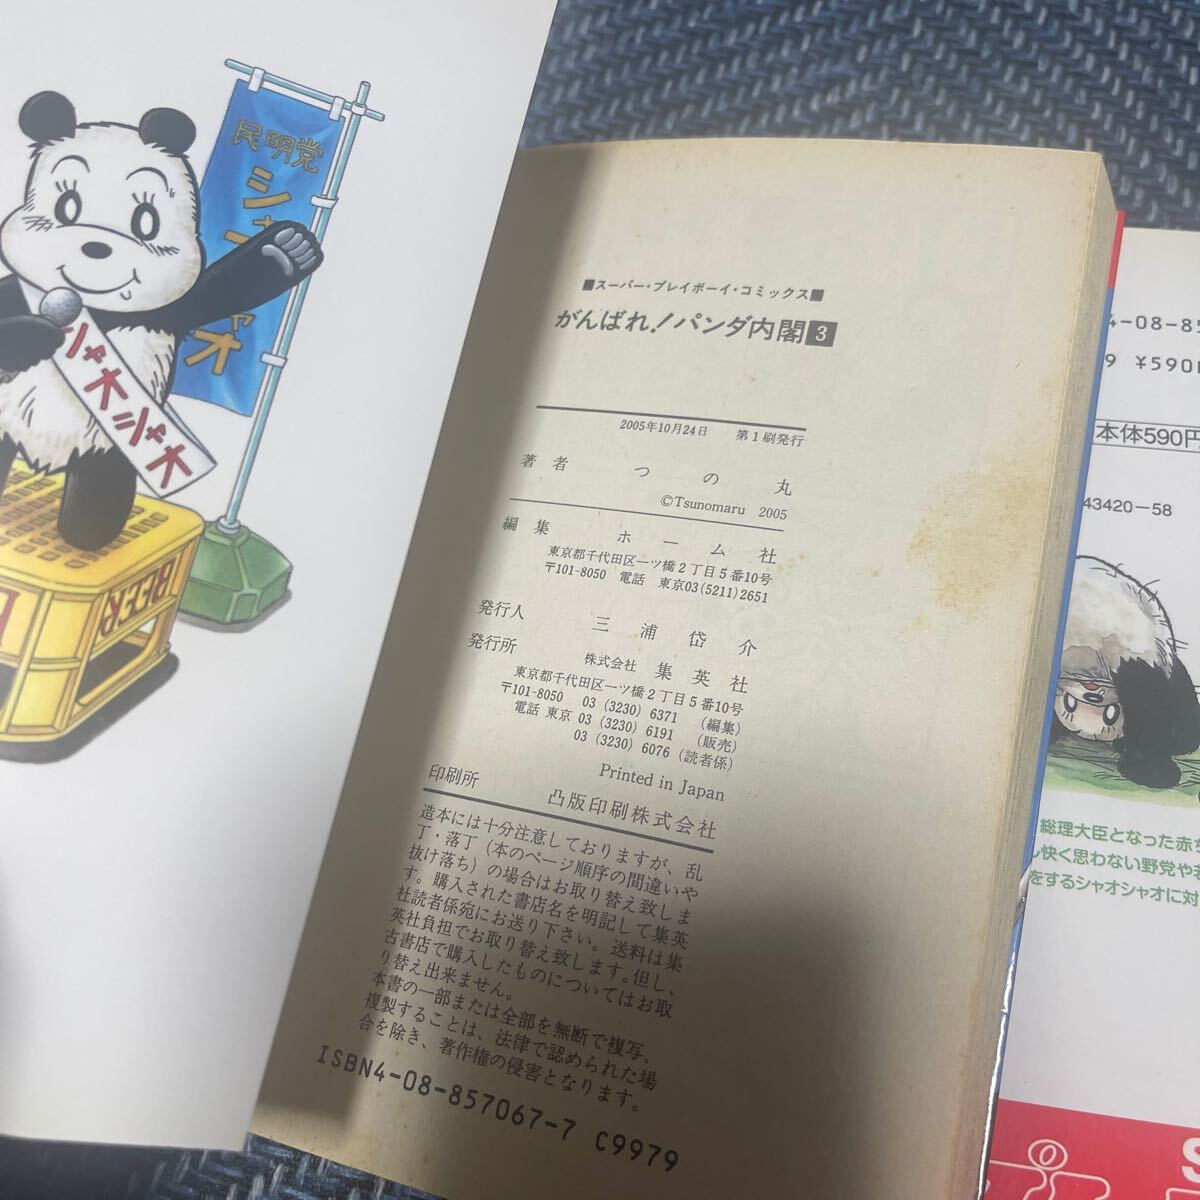 民明党
シャオシャオ
BEER
■スーパー・プレイボーイ・コミックス■
がんばれ!パンダ内閣3
2005年10月24日 第1刷発行
著者 つの丸
©Tsunomaru 2005
編集 ホーム社
東京都千代田区一ツ橋2丁目5番10号
〒101-8050 電話 東京03(5211)2651
発行人 三浦岱介
発行所 株式会社 集英社
東京都千代田区一ツ橋2丁目5番10号
〒101-8050 03(3230)6371(編集)
電話 東京 03(3230)6191(販売)
03(3230)6076(読者係)
Printed in Japan
印刷所 凸版印刷株式会社
造本には十分注意しておりますが、乱
丁・落丁(本のページ順序の間違いや
抜け落ち)の場合はお取り替え致しま
す。購入された書店名を明記して集英
社読者係宛にお送り下さい。送料は集
英社負担でお取り替え致します。但し、
古書店で購入したものについてはお取
り替え出来ません。
本書の一部または全部を無断で複写、
複製することは、法律で認められた場
合を除き、著作権の侵害となります。
ISBN4-08-857067-7 C9979
4-08-85
9 ¥590E
本体590円
43420-58
総理大臣となった赤ち
し快く思わない野党や君
をするシャオシャオに対
S